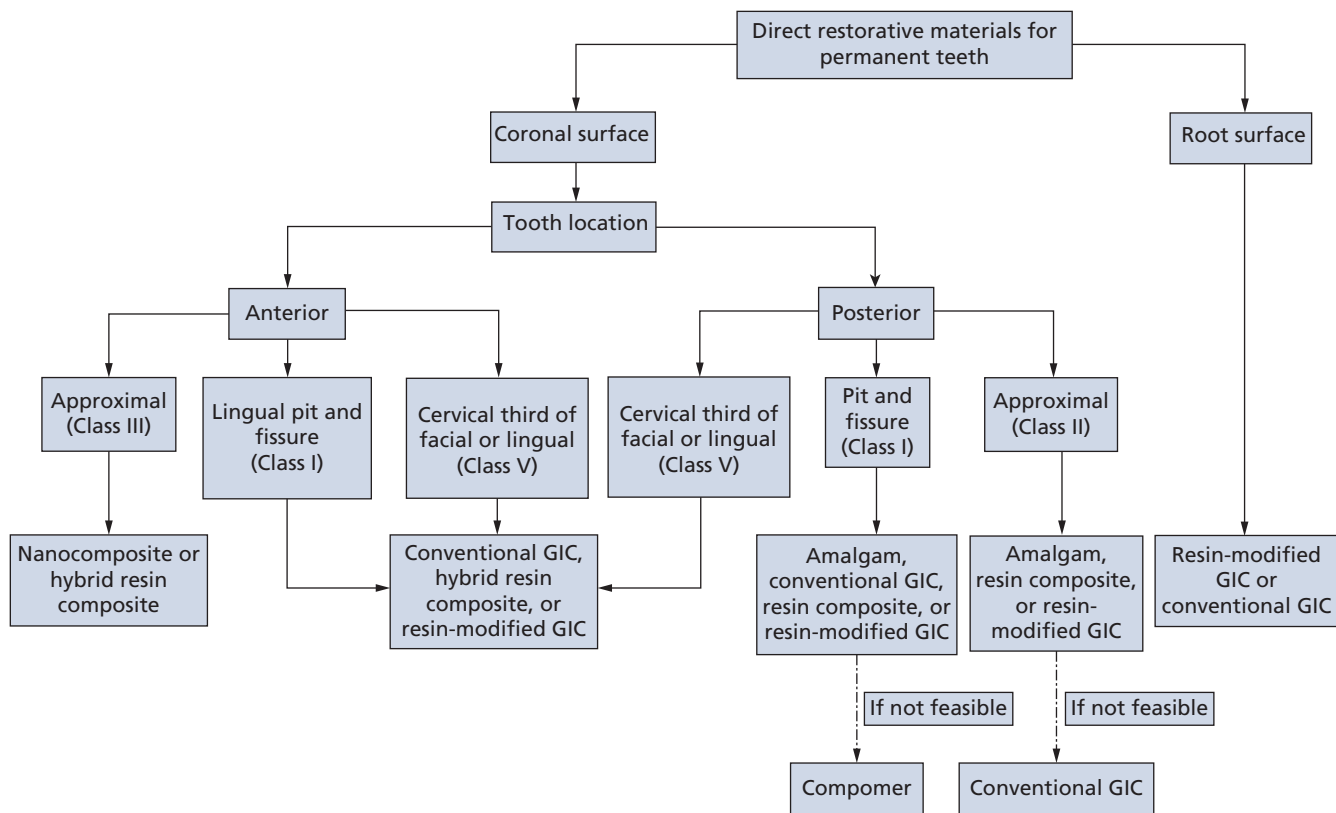 Direct restorative materials for
permanent teeth
Coronal surface
Root surface
Tooth location
Anterior
Posterior
Approximal
(Class III)
Lingual pit and
fissure
(Class I)
Cervical third of
facial or lingual
(Class V)
Cervical third of
facial or lingual
(Class V)
Pit and
fissure
(Class I)
Approximal
(Class II)
Nanocomposite or
hybrid resin
composite
Conventional GIC,
hybrid resin
composite, or
resin-modified GIC
Amalgam,
conventional GIC,
resin composite, or
resin-modified GIC
Amalgam,
resin composite,
or resin-
modified GIC
Resin-modified
GIC or
conventional GIC
If not feasible
If not feasible
Compomer
Conventional GIC